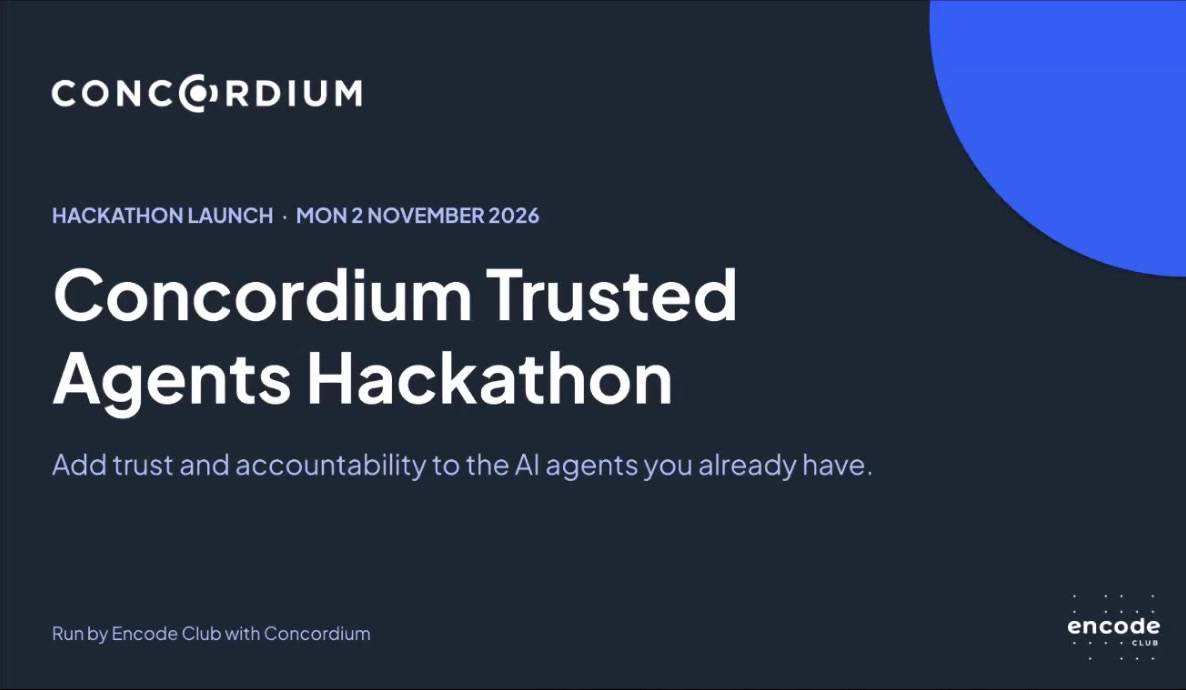 CONCORDIUM
HACKATHON LAUNCH · MON 2 NOVEMBER 2026
Concordium Trusted
Agents Hackathon
Add trust and accountability to the AI agents you already have.
Run by Encode Club with Concordium
encode
CLUB